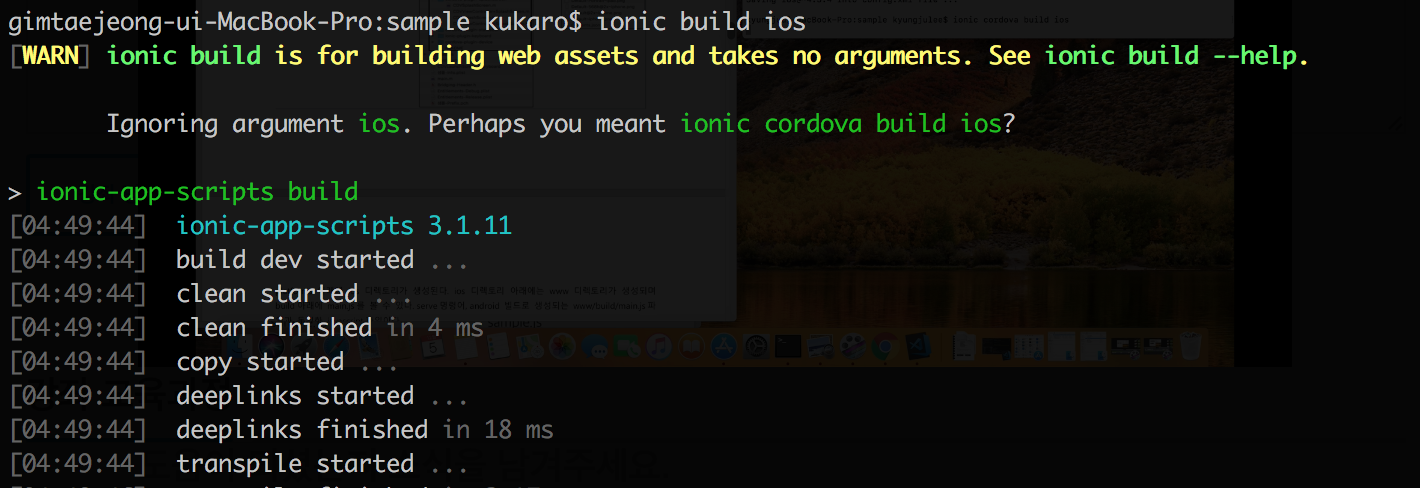 gimtaejeong-ui-MacBook-Pro:sample kukaro$ ionic build ios
[WARN] ionic build is for building web assets and takes no arguments. See ionic build --help.
Ignoring argument ios. Perhaps you meant ionic cordova build ios?
> ionic-app-scripts build
[04:49:44] ionic-app-scripts 3.1.11
[04:49:44] build dev started ...
[04:49:44] clean started ...
[04:49:44] clean finished in 4 ms
[04:49:44] copy started ...
[04:49:44] deeplinks started ...
[04:49:44] deeplinks finished in 18 ms
[04:49:44] transpile started ...